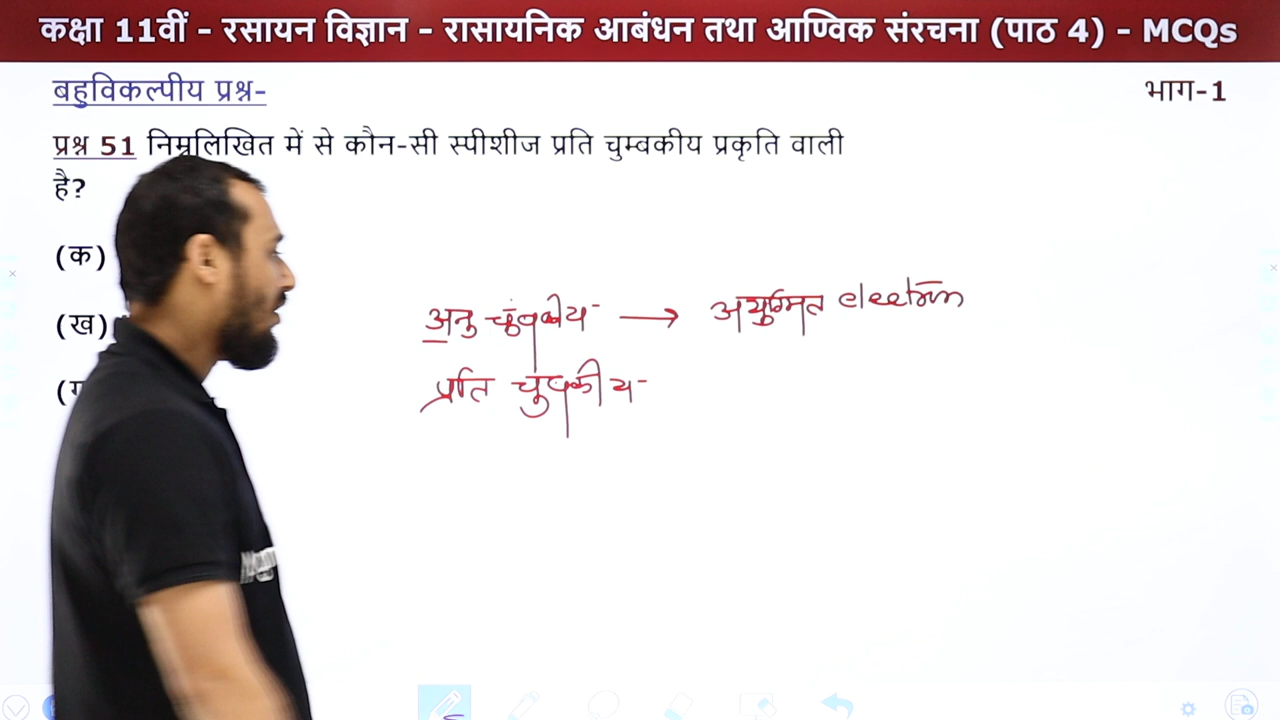 कक्षा 11वीं - रसायन विज्ञान - रासायनिक आबंधन तथा आण्विक संरचना (पाठ 4) - MCQs
बहुविकल्पीय प्रश्न-
भाग-1
प्रश्न 51 निम्नलिखित में से कौन-सी स्पीशीज प्रति चुम्बकीय प्रकृति वाली
है?
(क)
(ख)
अनु चुंबकीय - → अयुग्मित electron
प्रति चुंबकीय -